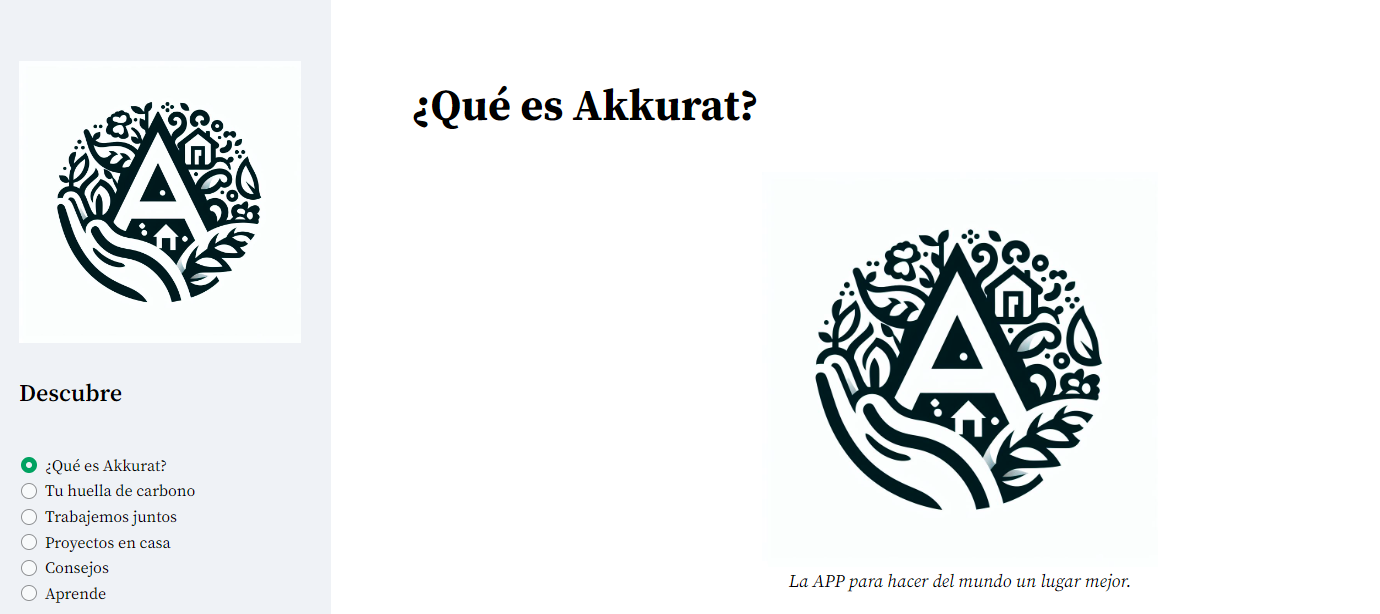 Descubre
¿Qué es Akkurat?
Tu huella de carbono
Trabajemos juntos
Proyectos en casa
Consejos
Aprende
¿Qué es Akkurat?
A
La APP para hacer del mundo un lugar mejor.